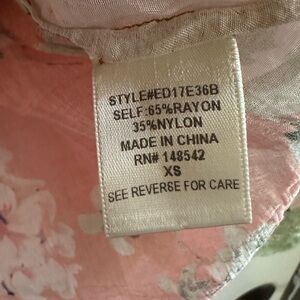 STYLE#ED17E36B
SELF:65%RAYON
35%NYLON
MADE IN CHINA
RN# 148542
XS
SEE REVERSE FOR CARE